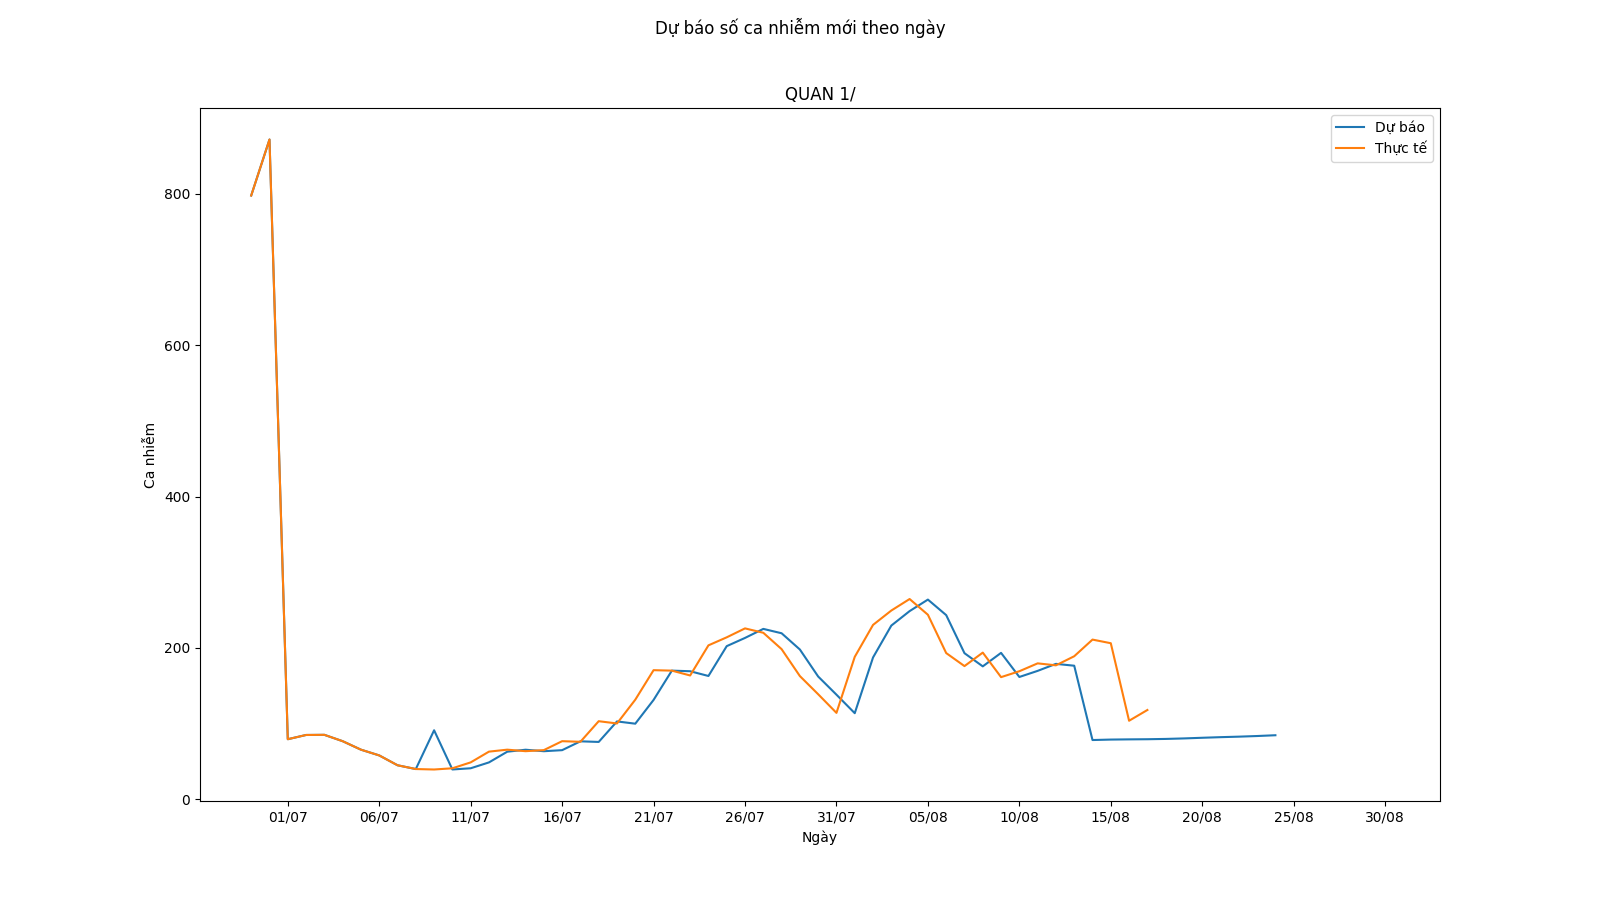 Dự báo số ca nhiễm mới theo ngày
QUAN 1/
Dự báo
Thực tế
Ca nhiễm
800
600
400
200
0
01/07 06/07 11/07 16/07 21/07 26/07 31/07 05/08 10/08 15/08 20/08 25/08 30/08
Ngày